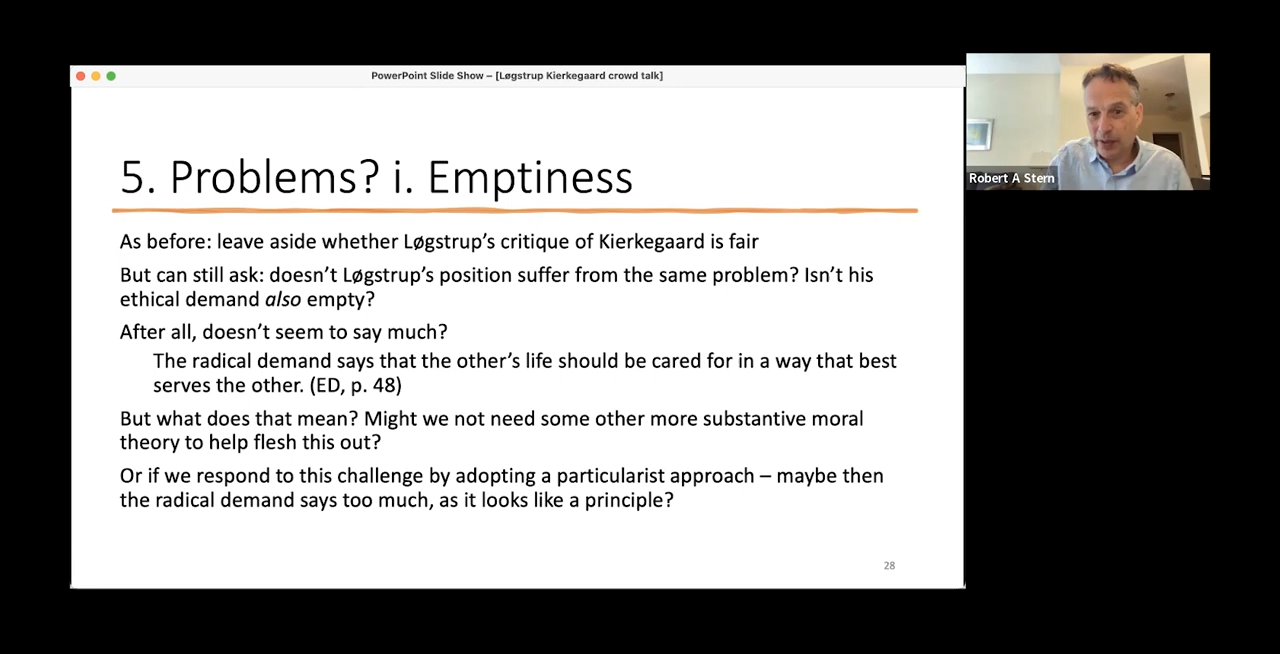 PowerPoint Slide Show – [Løgstrup Kierkegaard crowd talk]
5. Problems? i. Emptiness
Robert A Stern
As before: leave aside whether Løgstrup’s critique of Kierkegaard is fair
But can still ask: doesn’t Løgstrup’s position suffer from the same problem? Isn’t his
ethical demand also empty?
After all, doesn’t seem to say much?
The radical demand says that the other’s life should be cared for in a way that best
serves the other. (ED, p. 48)
But what does that mean? Might we not need some other more substantive moral
theory to help flesh this out?
Or if we respond to this challenge by adopting a particularist approach – maybe then
the radical demand says too much, as it looks like a principle?
28